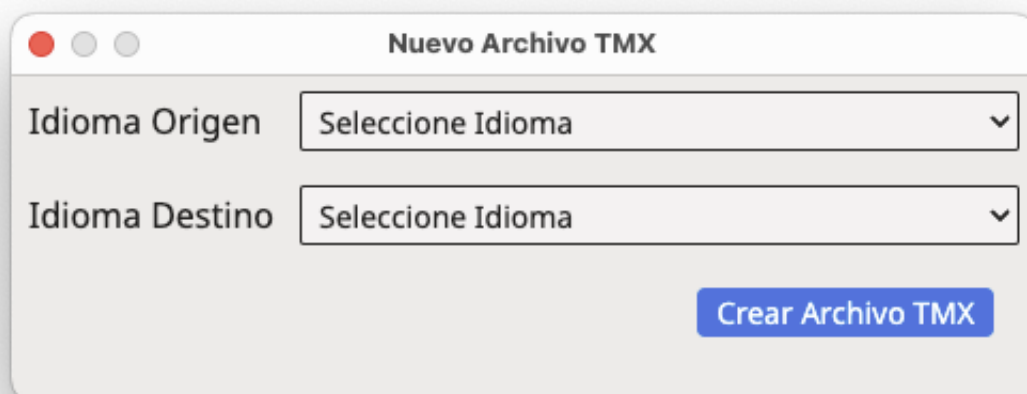 Nuevo Archivo TMX
Idioma Origen Seleccione Idioma
Idioma Destino Seleccione Idioma
Crear Archivo TMX